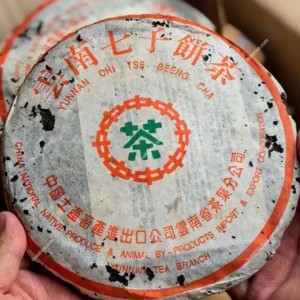 雲南七子餅茶
YUNNAN CHI TSE BEENG CHA
茶
中國土產畜產進出口公司雲南省茶葉分公司
CHINA NATIONAL NATIVE PRODUCE & ANIMAL BY-PRODUCTS IMPORT & EXPORT CORPORATION
YUNNAN TEA BRANCH